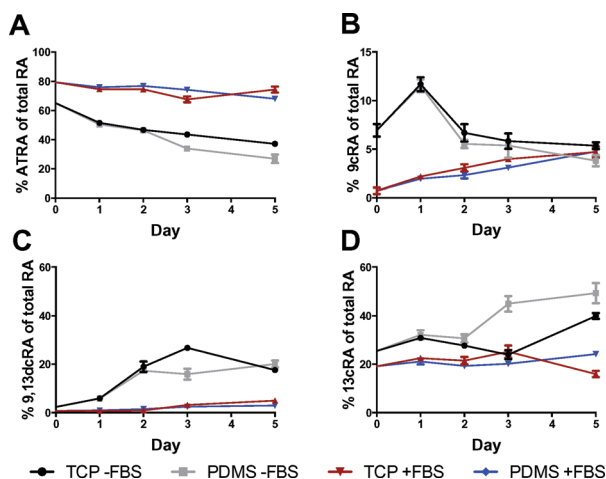 A
% ATRA of total RA
100
80
60
40
20
0
0 1 2 3 4 5
Day
B
% 9cRA of total RA
15
10
5
0
0 1 2 3 4 5
Day
C
% 9,13dcRA of total RA
60
40
20
0
0 1 2 3 4 5
Day
D
% 13cRA of total RA
60
40
20
0
0 1 2 3 4 5
Day
TCP -FBS PDMS -FBS TCP +FBS PDMS +FBS